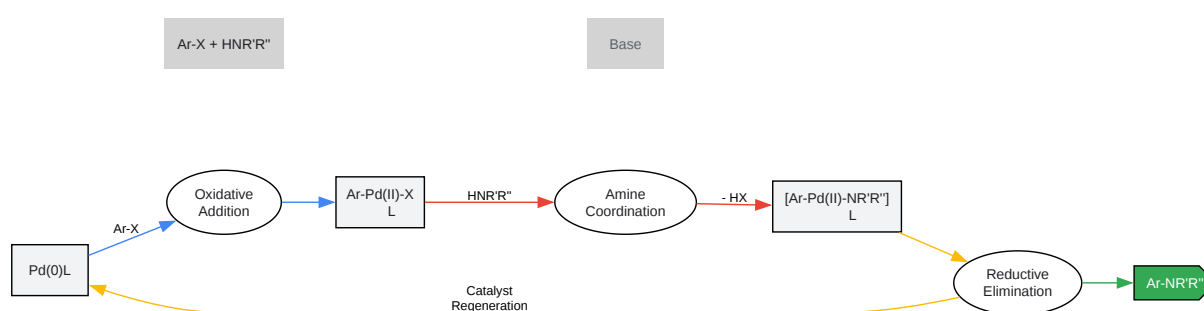 Ar-X + HNR'R"
Base
Oxidative
Addition
Ar-Pd(II)-X
L
HNR'R"
Amine
Coordination
- HX
[Ar-Pd(II)-NR'R"]
L
Ar-X
Pd(0)L
Reductive
Elimination
Ar-NR'R"
Catalyst
Regeneration